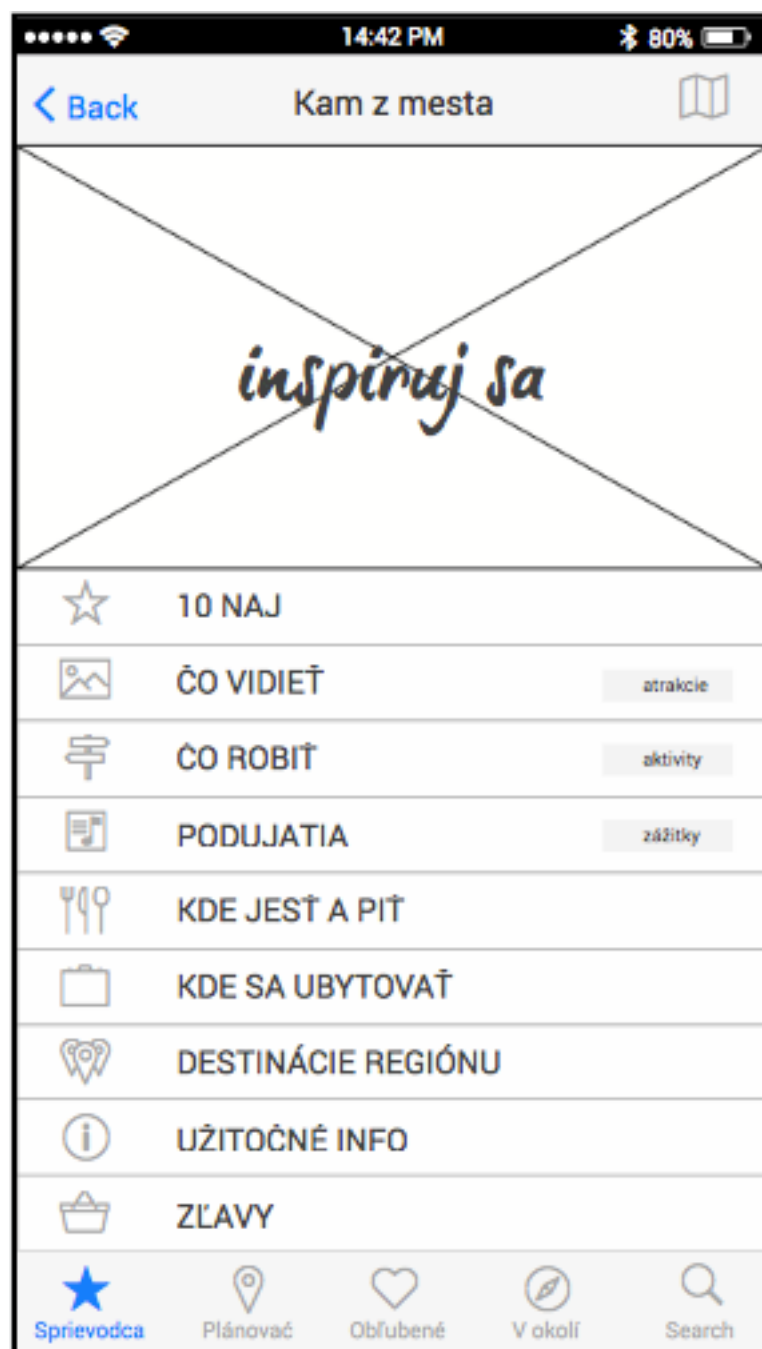 14:42 PM 80%
Back Kam z mesta
inspiruj sa
10 NAJ
ČO VIDIEŤ atrakcie
ČO ROBIŤ aktivity
PODUJATIA zážitky
KDE JESŤ A PIŤ
KDE SA UBYTOVAŤ
DESTINÁCIE REGIÓNU
UŽITOČNÉ INFO
ZĽAVY
Sprievodca Plánovač Obľubené V okolí Search